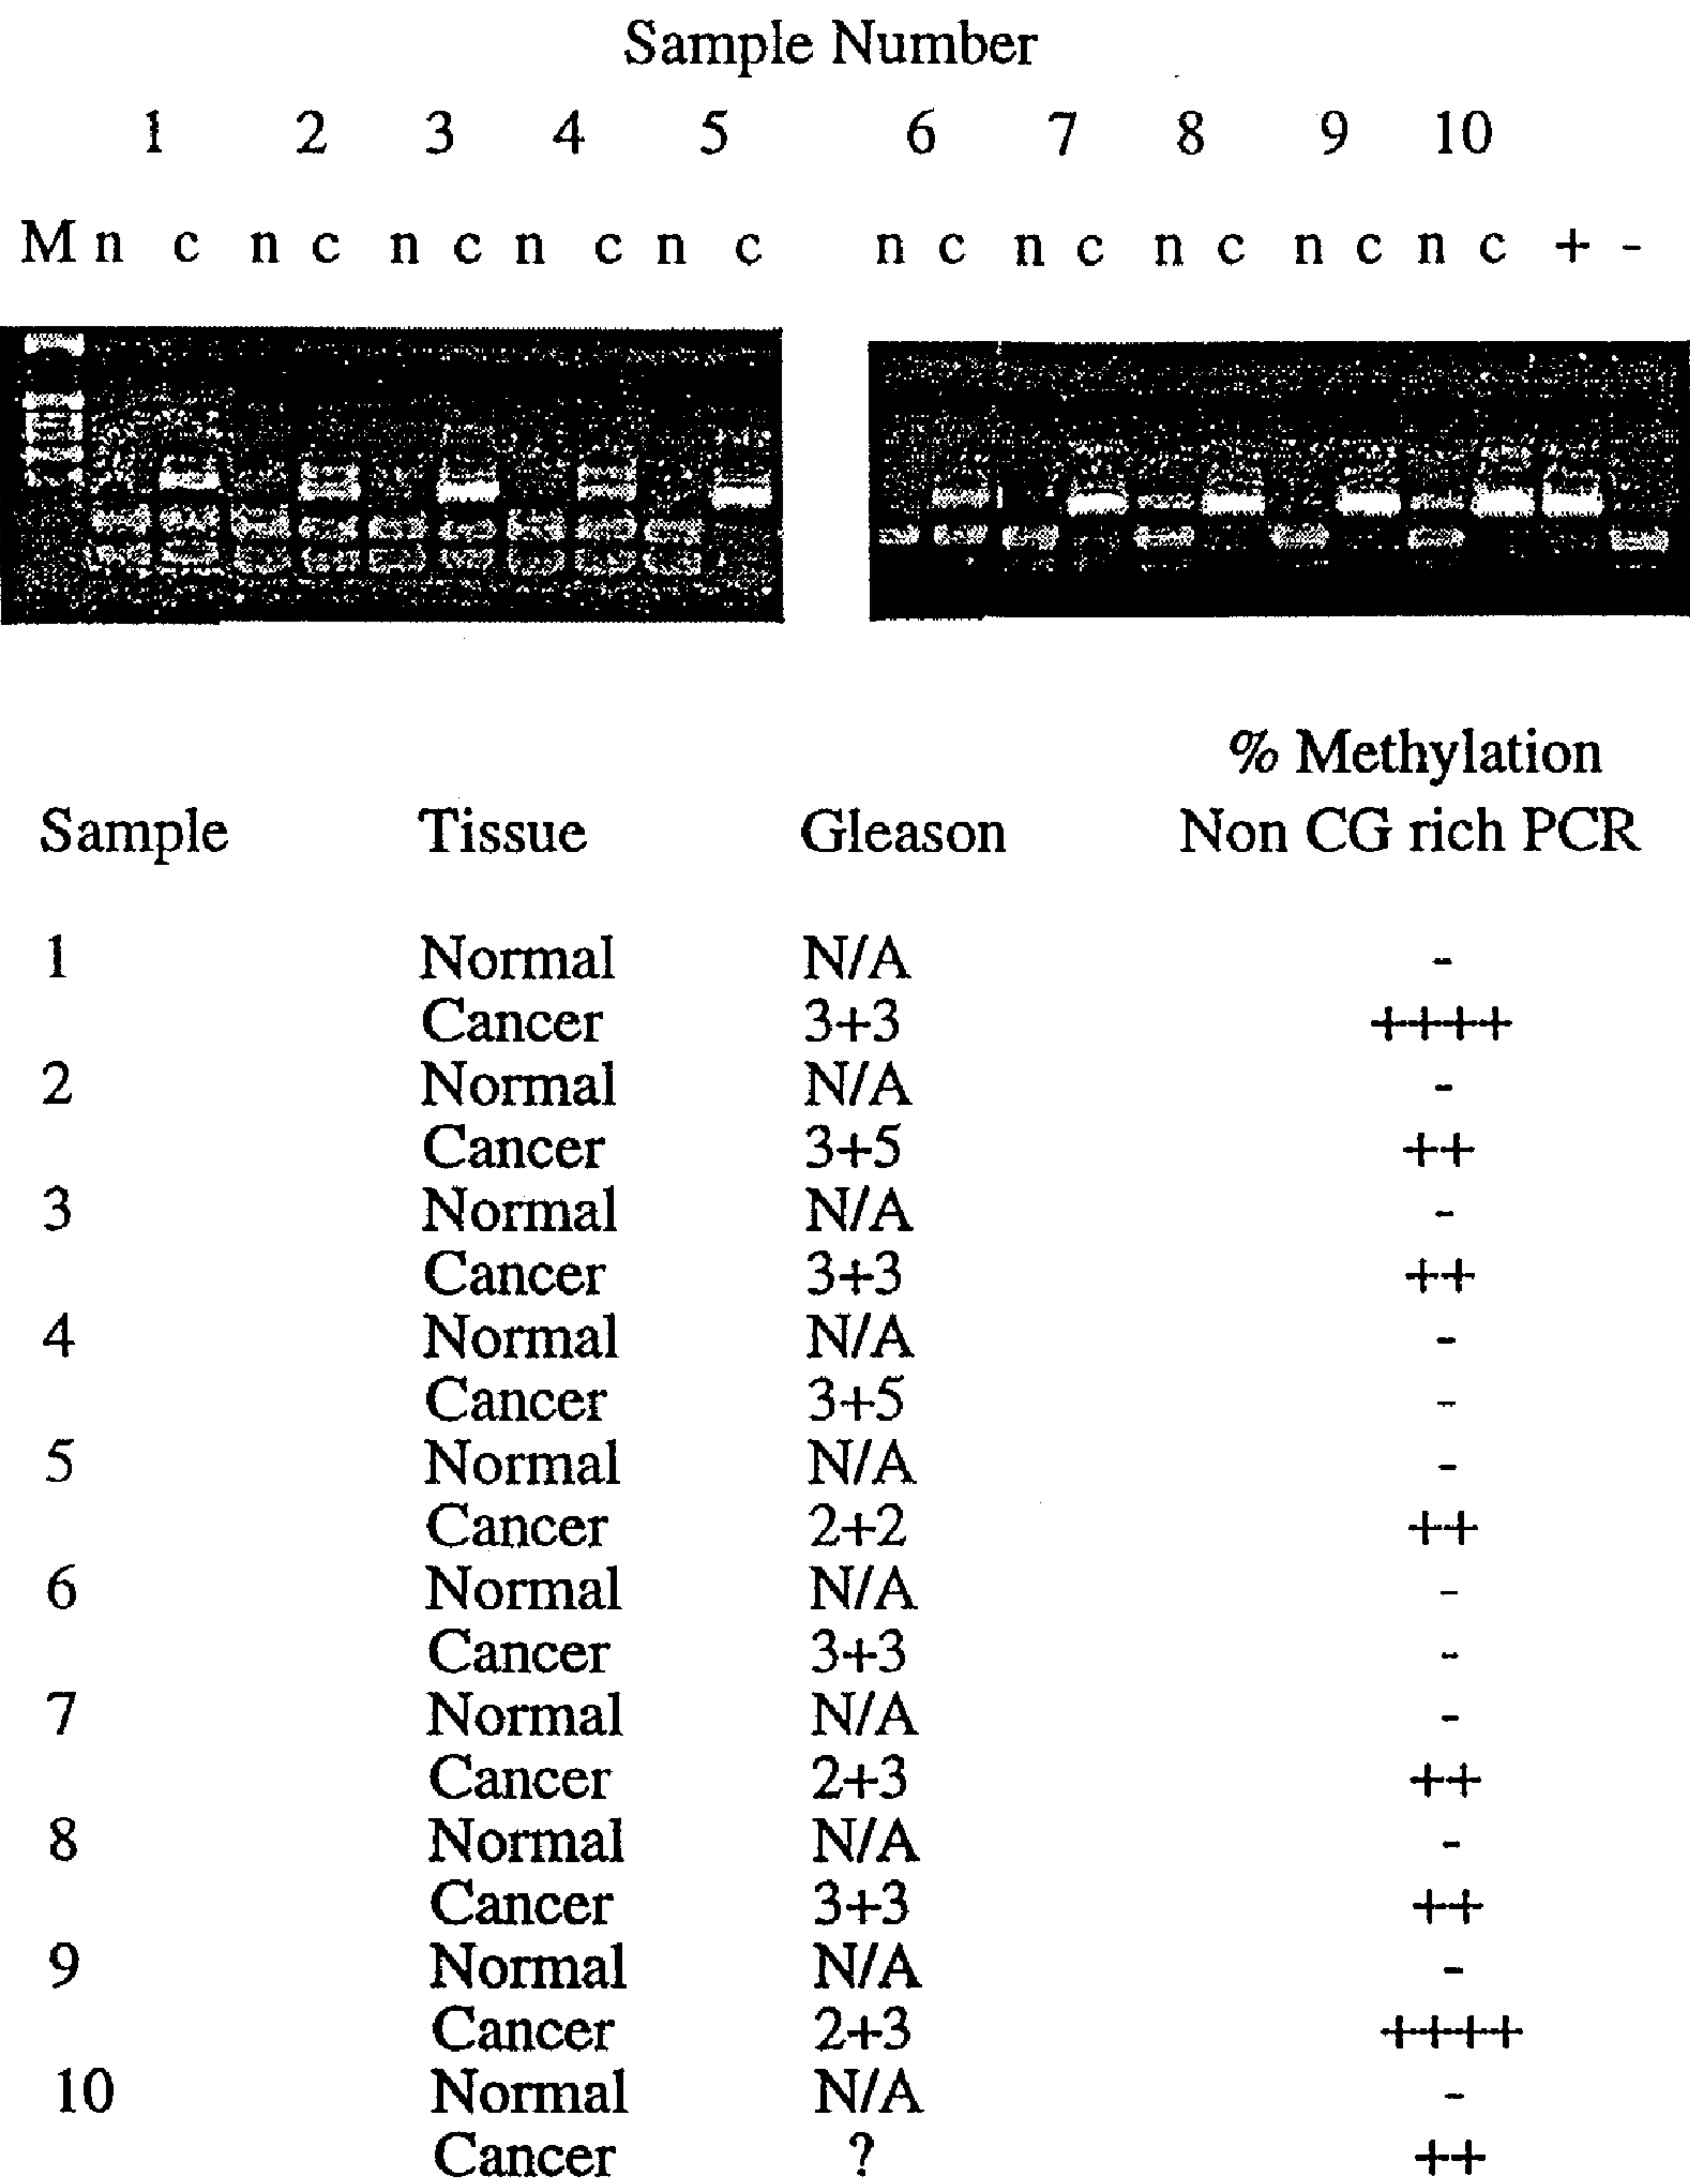 Sample Number
1 2 3 4 5 6 7 8 9 10
M n c n c n c n c n c n c n c n c n c n c + -
% Methylation
Sample Tissue Gleason Non CG rich PCR
1 Normal N/A -
Cancer 3+3 ++++
2 Normal N/A -
Cancer 3+5 ++
3 Normal N/A -
Cancer 3+3 ++
4 Normal N/A -
Cancer 3+5 -
5 Normal N/A -
Cancer 2+2 ++
6 Normal N/A -
Cancer 3+3 -
7 Normal N/A -
Cancer 2+3 ++
8 Normal N/A -
Cancer 3+3 ++
9 Normal N/A -
Cancer 2+3 ++++
10 Normal N/A -
Cancer ? ++